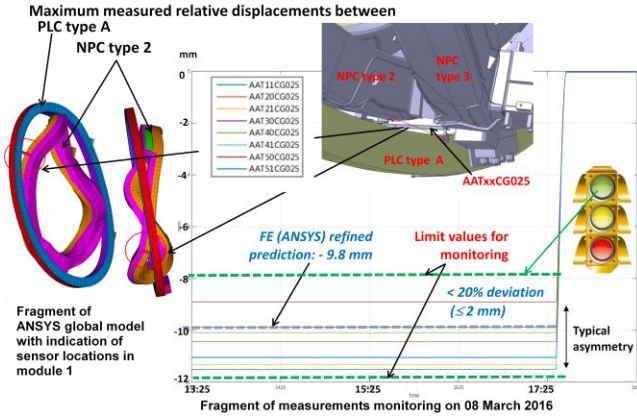 Maximum measured relative displacements between
PLC type A
NPC type 2
mm
0
-2
-4
-6
-8
-10
-12
AAT11CG025
AAT20CG025
AAT21CG025
AAT30CG025
AAT40CG025
AAT41CG025
AAT50CG025
AAT51CG025
NPC type 2
NPC
type 3
PLC type A
AATxxCG025
FE (ANSYS) refined
prediction: - 9.8 mm
Limit values for
monitoring
< 20% deviation
(≤2 mm)
Typical
asymmetry
Fragment of
ANSYS global model
with indication of
sensor locations in
module 1
13:25
14:25
15:25
16:25
17:25
time
Fragment of measurements monitoring on 08 March 2016